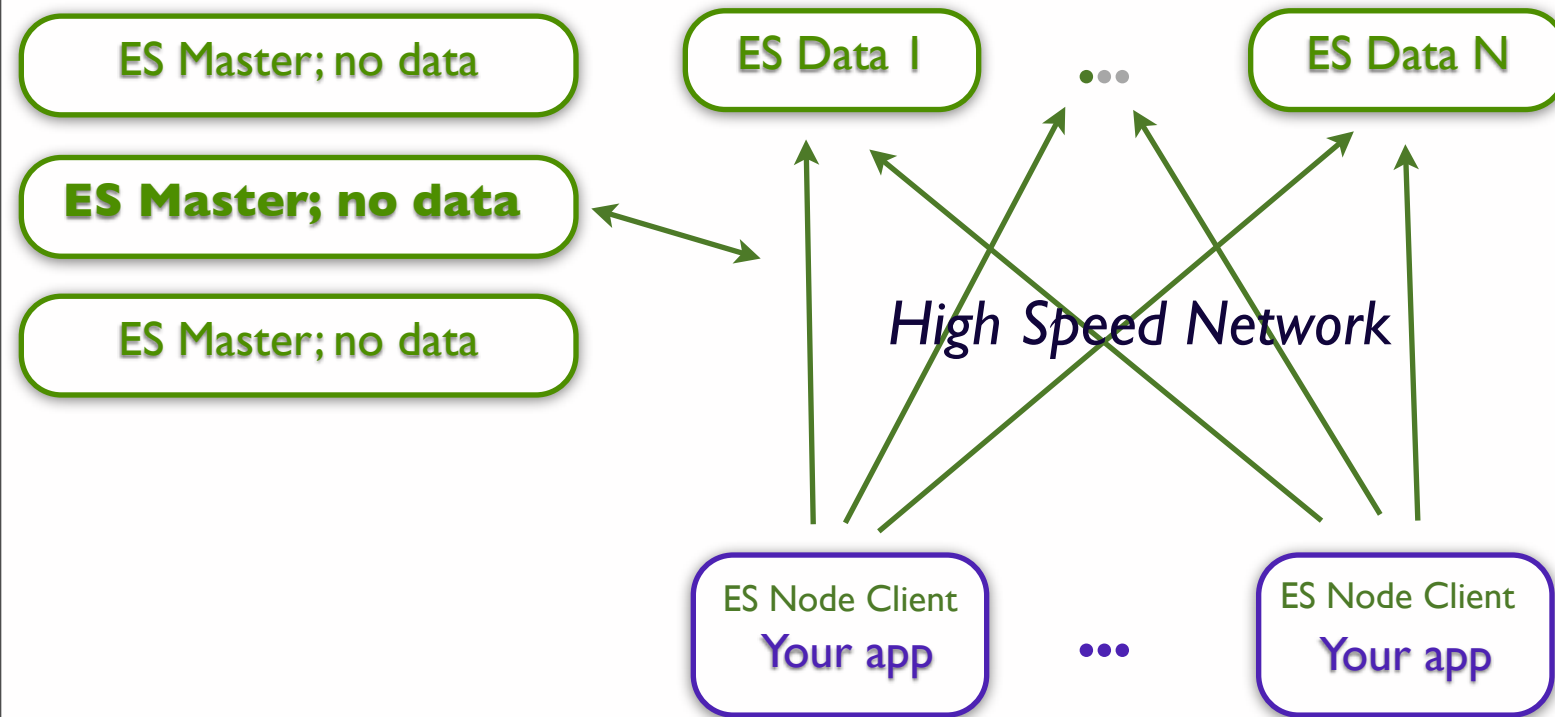 ES Master; no data
ES Data 1
ES Data N
ES Master; no data
ES Master; no data
High Speed Network
ES Node Client
Your app
ES Node Client
Your app